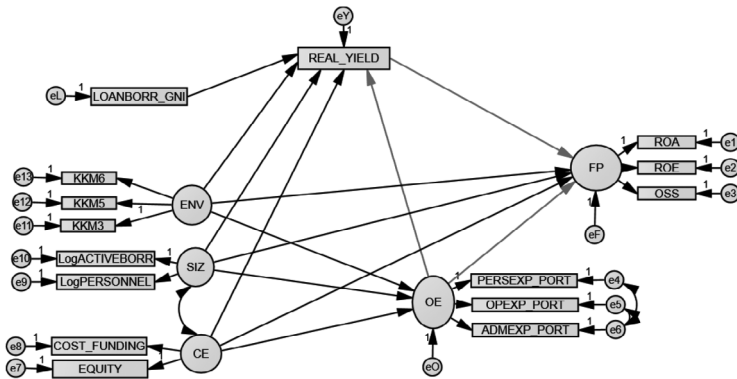 eY
1
REAL_YIELD
eL 1 LOANBORR_GNI
e13 1 KKM6
e12 1 KKM5
e11 1 KKM3 1
ENV
e10 1 LogACTIVEBORR 1
e9 1 LogPERSONNEL
SIZ
e8 1 COST_FUNDING
e7 1 EQUITY 1
CE
FP
1 ROA 1 e1
ROE 1 e2
OSS 1 e3
1
eF
OE
1 PERSEXP_PORT 1 e4
OPEXP_PORT 1 e5
ADMEXP_PORT 1 e6
1
eO